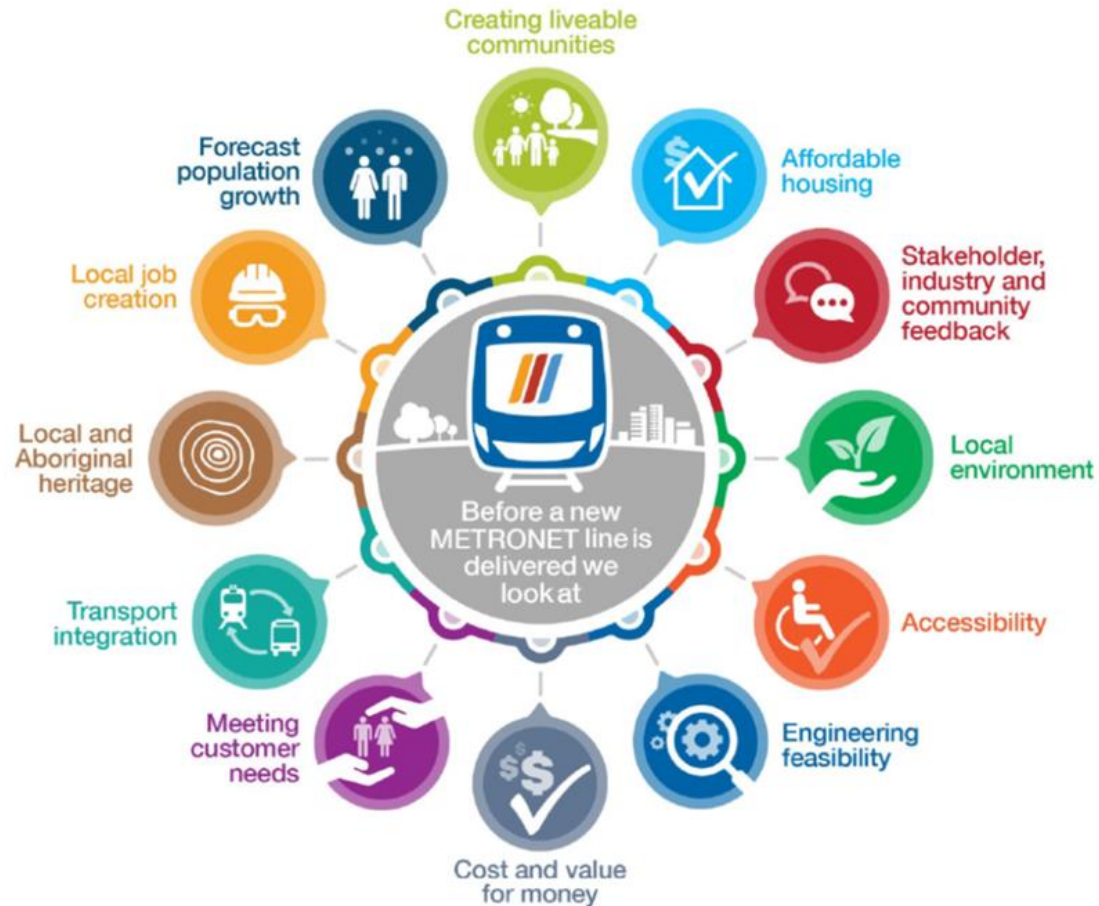 Creating liveable
communities
Affordable
housing
Stakeholder,
industry and
community
feedback
Local
environment
Accessibility
Engineering
feasibility
Cost and value
for money
Meeting
customer
needs
Transport
integration
Local and
Aboriginal
heritage
Local job
creation
Forecast
population
growth
Before a new
METRONET line is
delivered we
look at